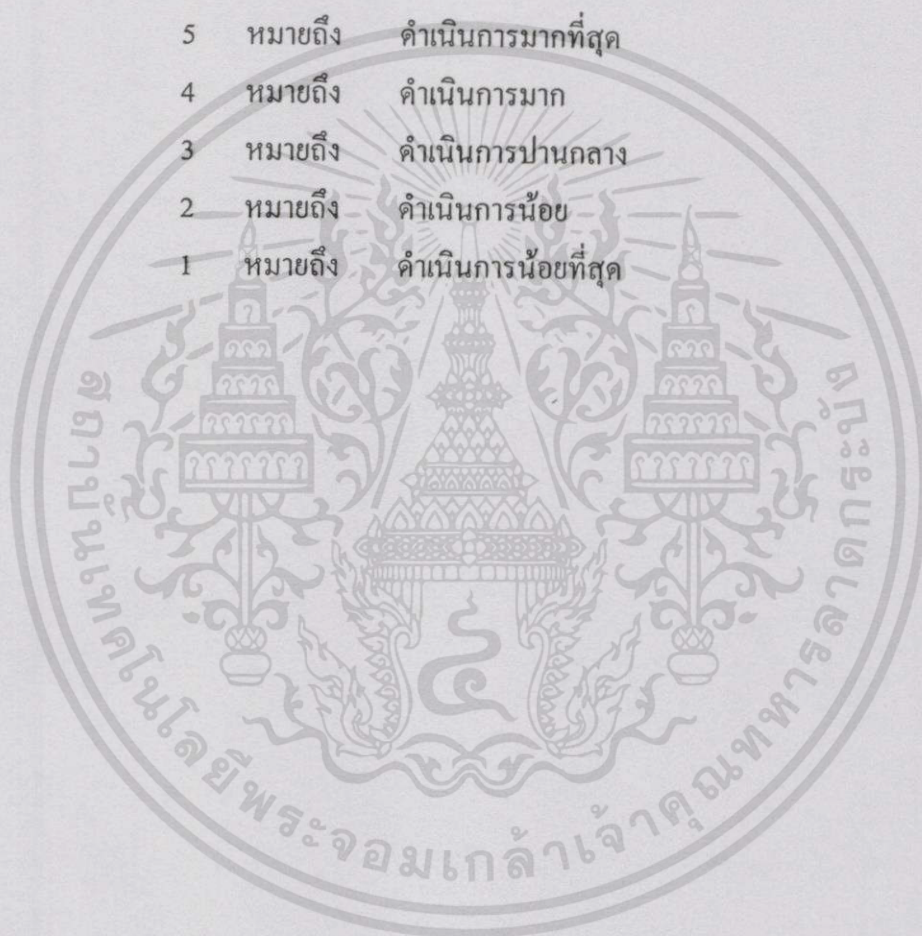 5 หมายถึง ดำเนินการมากที่สุด
4 หมายถึง ดำเนินการมาก
3 หมายถึง ดำเนินการปานกลาง
2 หมายถึง ดำเนินการน้อย
1 หมายถึง ดำเนินการน้อยที่สุด
สถาบันเทคโนโลยีพระจอมเกล้าเจ้าคุณทหารลาดกระบัง
๔